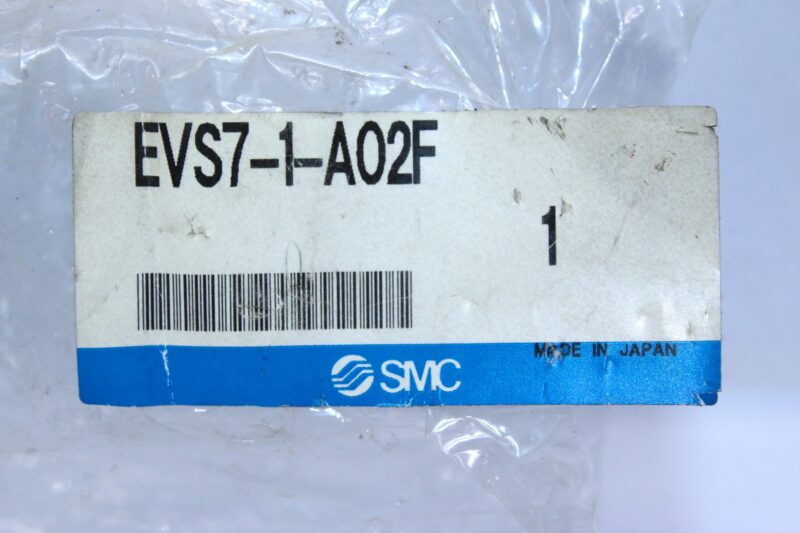 EVS7-1-A02F
1
MADE IN JAPAN
SMC